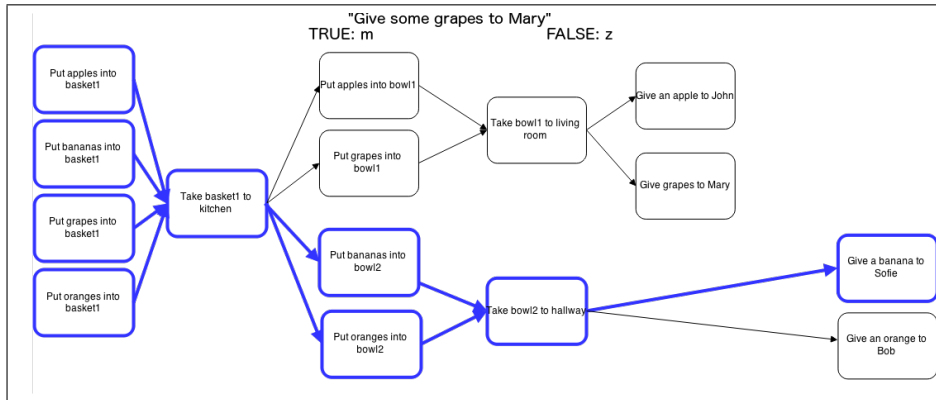 "Give some grapes to Mary"
TRUE: m FALSE: z
Put apples into
basket1
Put bananas into
basket1
Put grapes into
basket1
Put oranges into
basket1
Take basket1 to
kitchen
Put apples into bowl1
Put grapes into
bowl1
Put bananas into
bowl2
Put oranges into
bowl2
Take bowl1 to living
room
Take bowl2 to hallway
Give an apple to John
Give grapes to Mary
Give a banana to
Sofie
Give an orange to
Bob